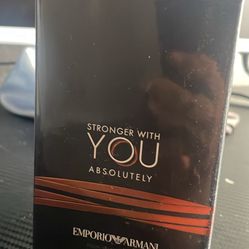 STRONGER WITH
YOU
ABSOLUTELY
EMPORIO ARMANI